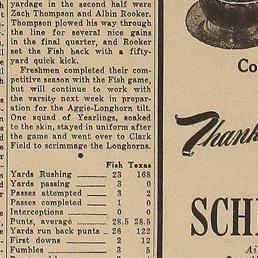 yardage in the second half were
Zach Thompson and Albin Rooker.
Thompson plowed his way through
the line for several nice gains
in the final quarter, and Rooker
set the Fish back with a fifty-
yard quick kick.
Freshmen completed their com-
petitive season with the Fish game,
but will continue to work with
the varsity next week in prepara-
tion for the Aggie-Longhorn tilt.
One squad of Yearlings, soaked
to the skin, stayed in uniform after
the game and went over to Clark
Field to scrimmage the Longhorns.
Fish Texas
Yards Rushing 23 168
Yards passing 3 0
Passes attempted 3 2
Passes completed 1 0
Interceptions 0 0
Punts, average 28.5 28.5
Yards run back punts 26 122
First downs 2 12
Fumbles 3 5
Co
Thank
SCH